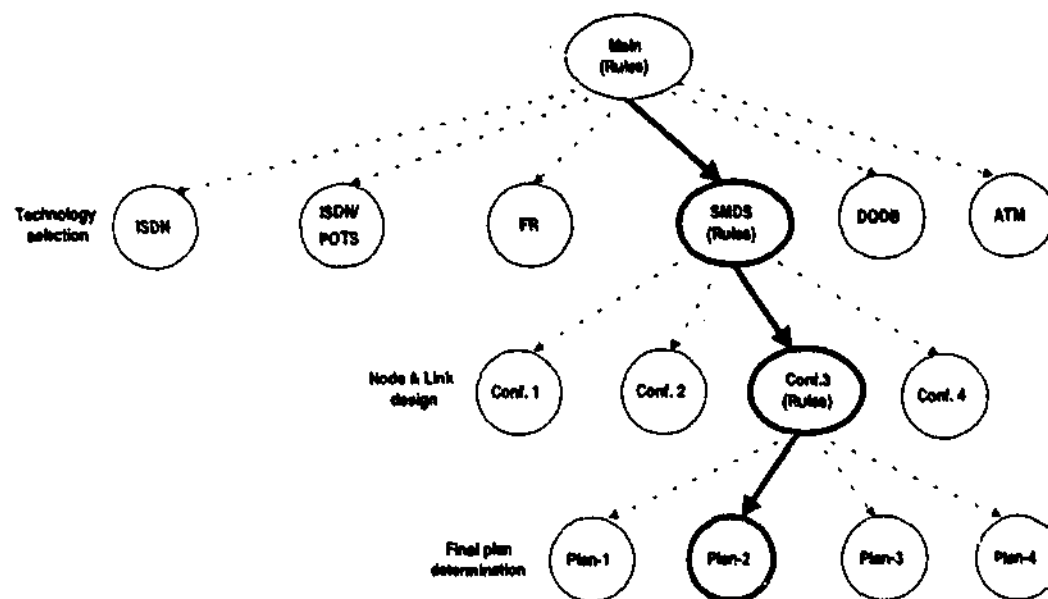 Main
(Rules)
Technology
selection
ISDN
ISDN/
POTS
FR
SMDS
(Rules)
DQDB
ATM
Node & Link
design
Conf. 1
Conf. 2
Conf.3
(Rules)
Conf. 4
Final plan
determination
Plan-1
Plan-2
Plan-3
Plan-4